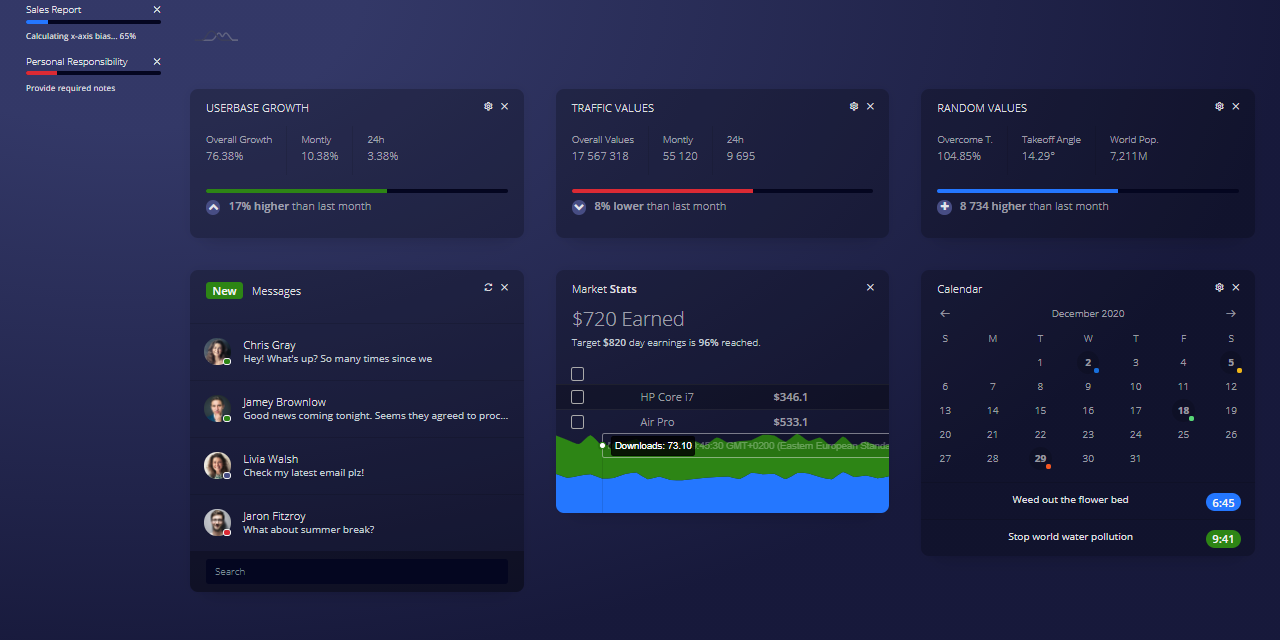 Sales Report
Calculating x-axis bias... 65%
Personal Responsibility
Provide required notes
USERBASE GROWTH
Overall Growth Montly 24h
76.38% 10.38% 3.38%
17% higher than last month
TRAFFIC VALUES
Overall Values Montly 24h
17 567 318 55 120 9 695
8% lower than last month
RANDOM VALUES
Overcome T. Takeoff Angle World Pop.
104.85% 14.29° 7,211M
8 734 higher than last month
New Messages
Chris Gray
Hey! What's up? So many times since we
Jamey Brownlow
Good news coming tonight. Seems they agreed to proc...
Livia Walsh
Check my latest email plz!
Jaron Fitzroy
What about summer break?
Search
Market Stats
$720 Earned
Target $820 day earnings is 96% reached.
HP Core i7 $346.1
Air Pro $533.1
Downloads: 73.10 45:30 GMT+0200 (Eastern European Stand
Calendar
December 2020
S M T W T F S
1 2 3 4 5
6 7 8 9 10 11 12
13 14 15 16 17 18 19
20 21 22 23 24 25 26
27 28 29 30 31
Weed out the flower bed 6:45
Stop world water pollution 9:41